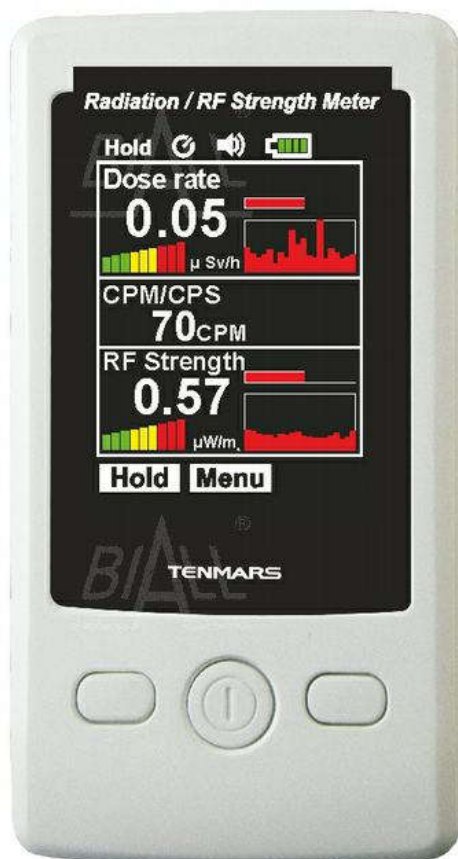 Radiation / RF Strength Meter
Hold
Dose rate
0.05
µ Sv/h
CPM/CPS
70CPM
RF Strength
0.57
µW/m
Hold Menu
BIALL
®
TENMARS